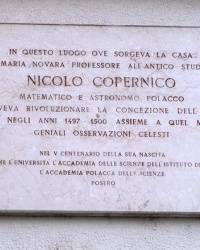 IN QUESTO LUOGO OVE SORGEVA LA CASA
MARIA NOVARA PROFESSORE ALL'ANTICO STUD
NICOLO COPERNICO
MATEMATICO E ASTRONOMO POLACCO
VEVA RIVOLUZIONARE LA CONCEZIONE DELL
NEGLI ANNI 1497-1500 ASSIEME A QUEL M
GENIALI OSSERVAZIONI CELESTI
NEL V CENTENARIO DELLA SUA NASCITA
HE L'UNIVERSITÀ L'ACCADEMIA DELLE SCIENZE DELL'ISTITUTO DI
L'ACCADEMIA POLACCA DELLE SCIENZE
POSERO